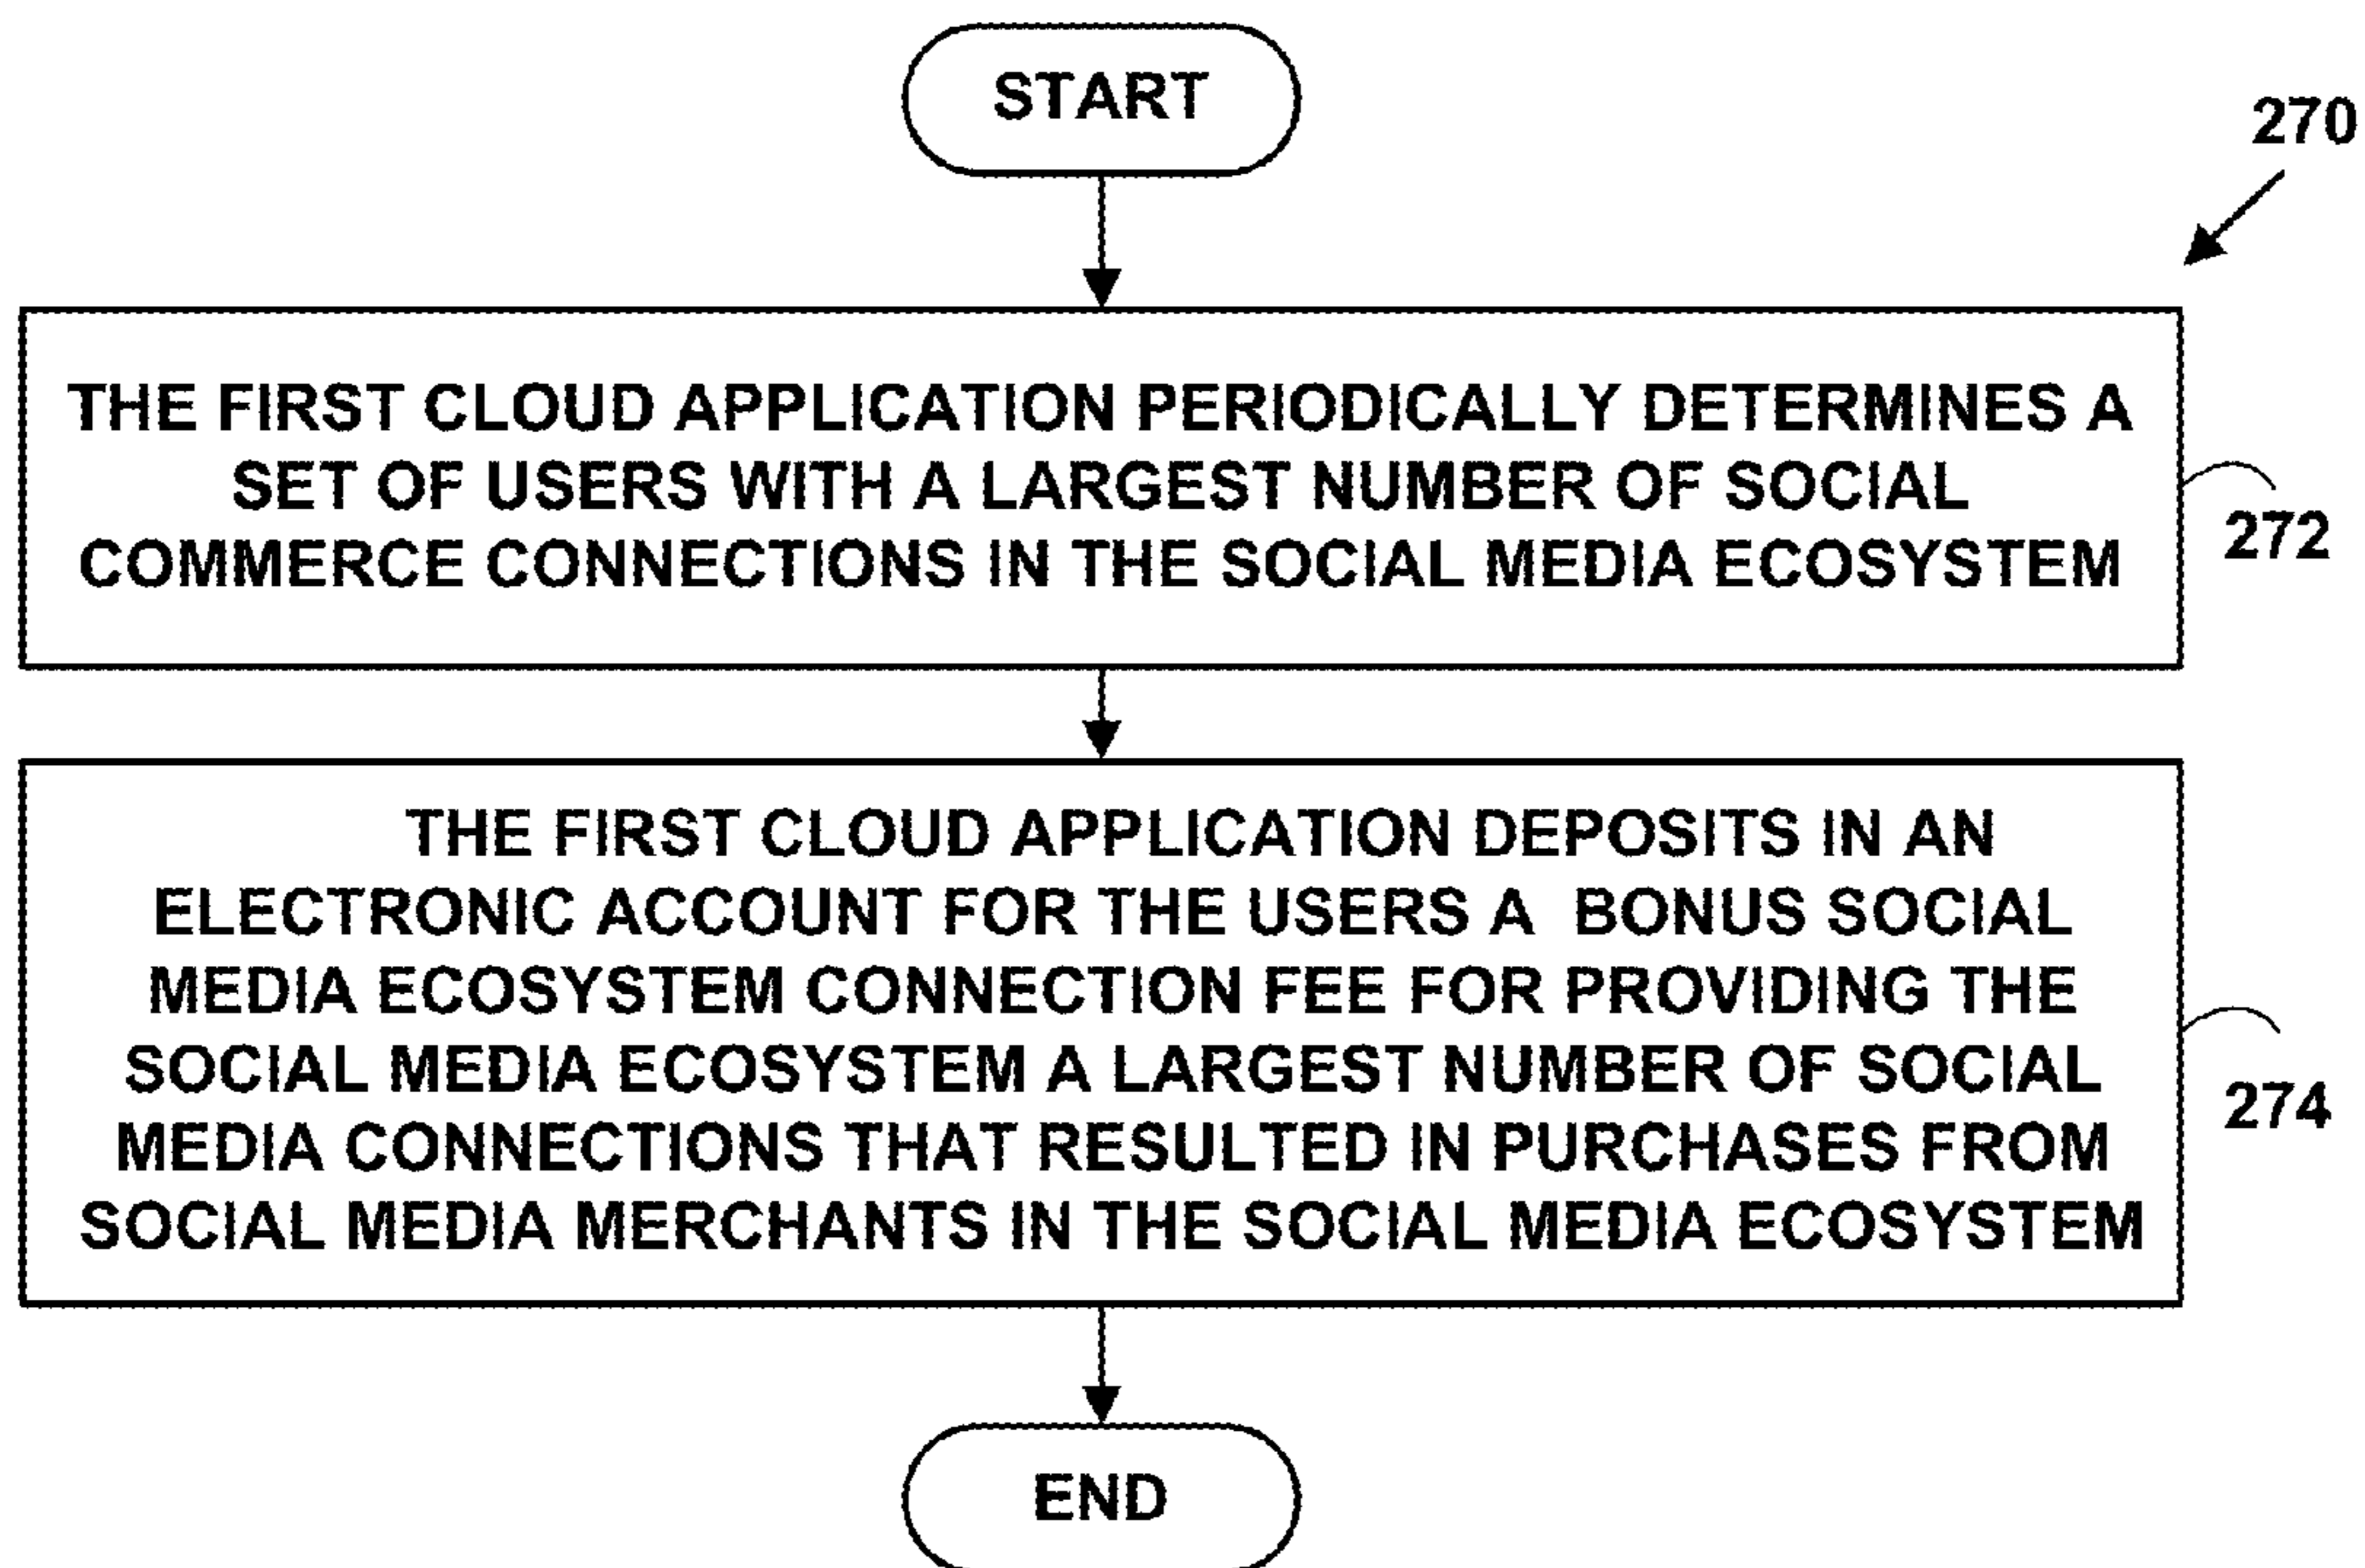 START
270
THE FIRST CLOUD APPLICATION PERIODICALLY DETERMINES A
SET OF USERS WITH A LARGEST NUMBER OF SOCIAL
COMMERCE CONNECTIONS IN THE SOCIAL MEDIA ECOSYSTEM
272
THE FIRST CLOUD APPLICATION DEPOSITS IN AN
ELECTRONIC ACCOUNT FOR THE USERS A BONUS SOCIAL
MEDIA ECOSYSTEM CONNECTION FEE FOR PROVIDING THE
SOCIAL MEDIA ECOSYSTEM A LARGEST NUMBER OF SOCIAL
MEDIA CONNECTIONS THAT RESULTED IN PURCHASES FROM
SOCIAL MEDIA MERCHANTS IN THE SOCIAL MEDIA ECOSYSTEM
274
END